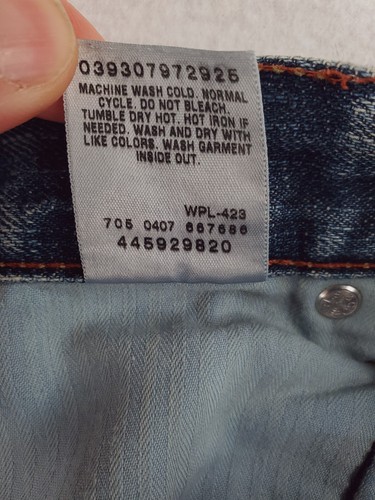 039307972925
MACHINE WASH COLD. NORMAL
CYCLE. DO NOT BLEACH.
TUMBLE DRY HOT. HOT IRON IF
NEEDED. WASH AND DRY WITH
LIKE COLORS. WASH GARMENT
INSIDE OUT.
WPL-423
705 0407 667686
445929820